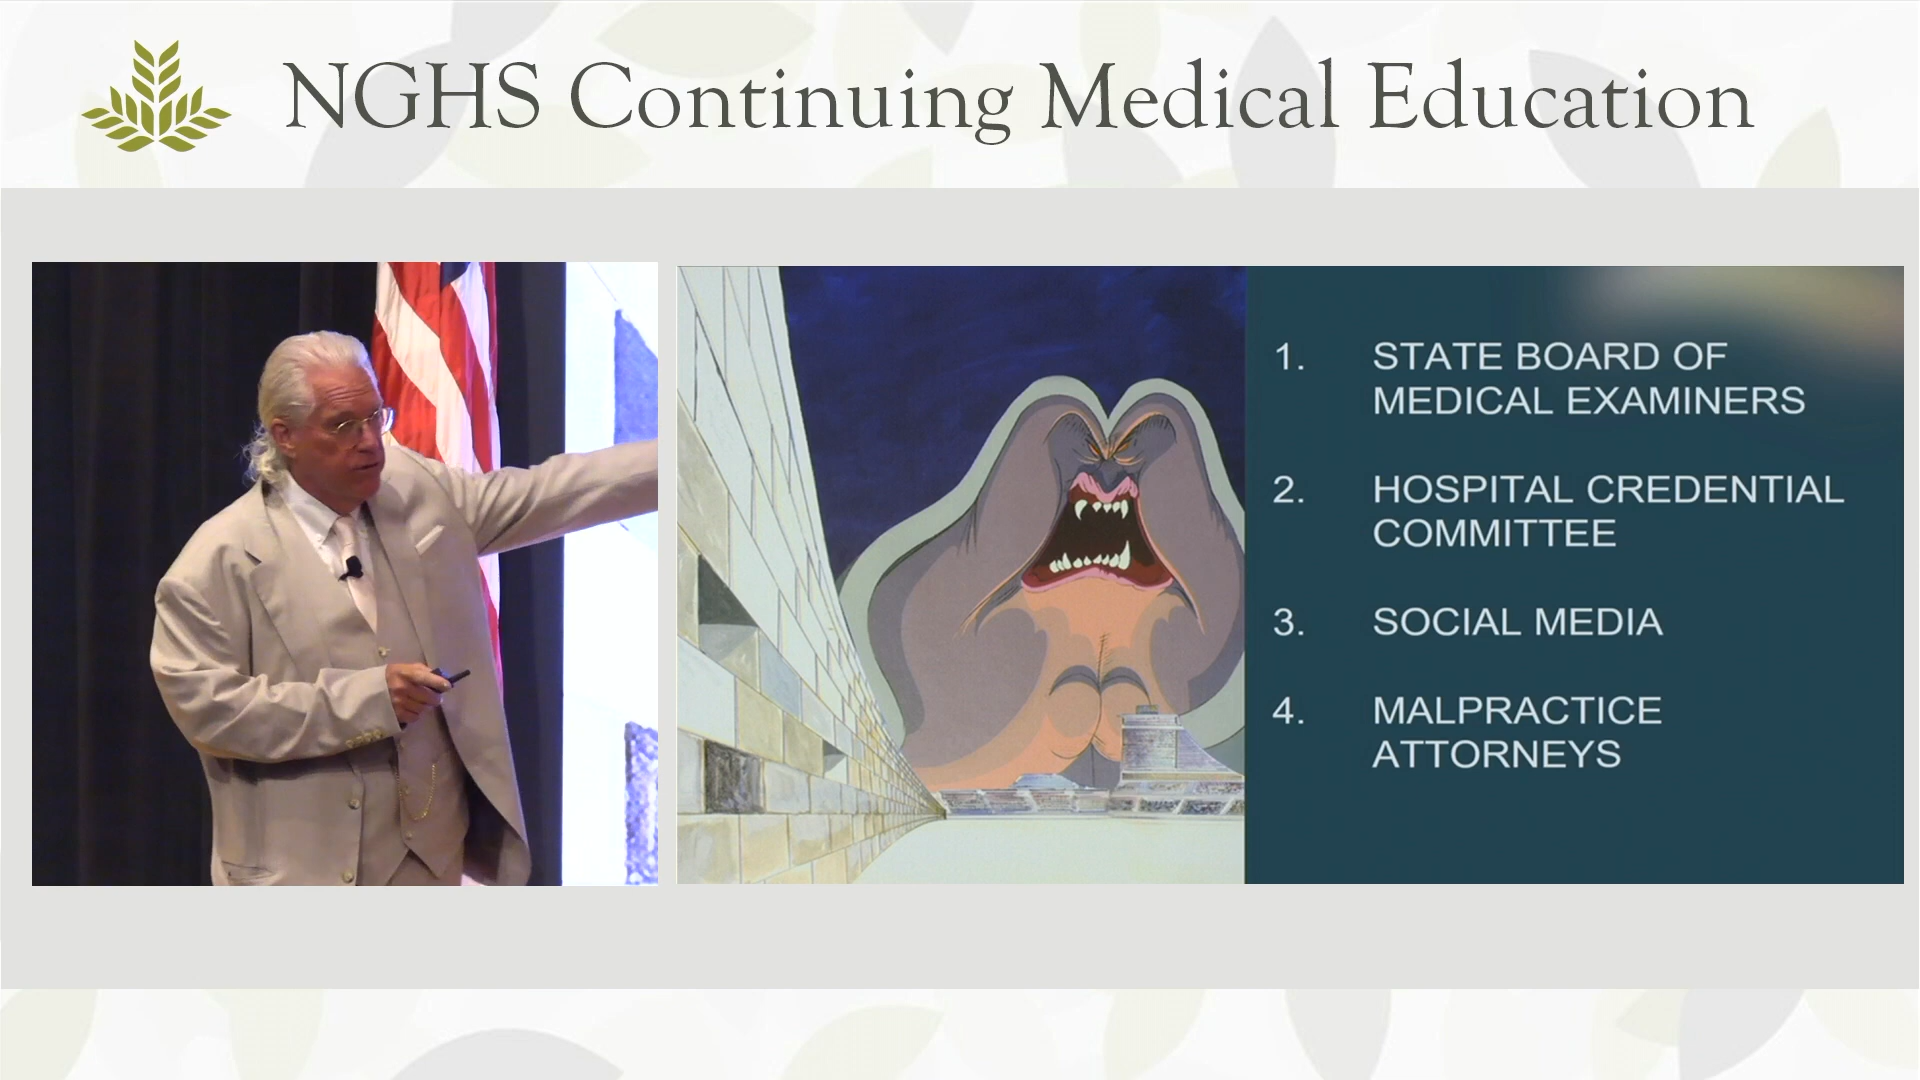 NGHS Continuing Medical Education
1. STATE BOARD OF
MEDICAL EXAMINERS
2. HOSPITAL CREDENTIAL
COMMITTEE
3. SOCIAL MEDIA
4. MALPRACTICE
ATTORNEYS